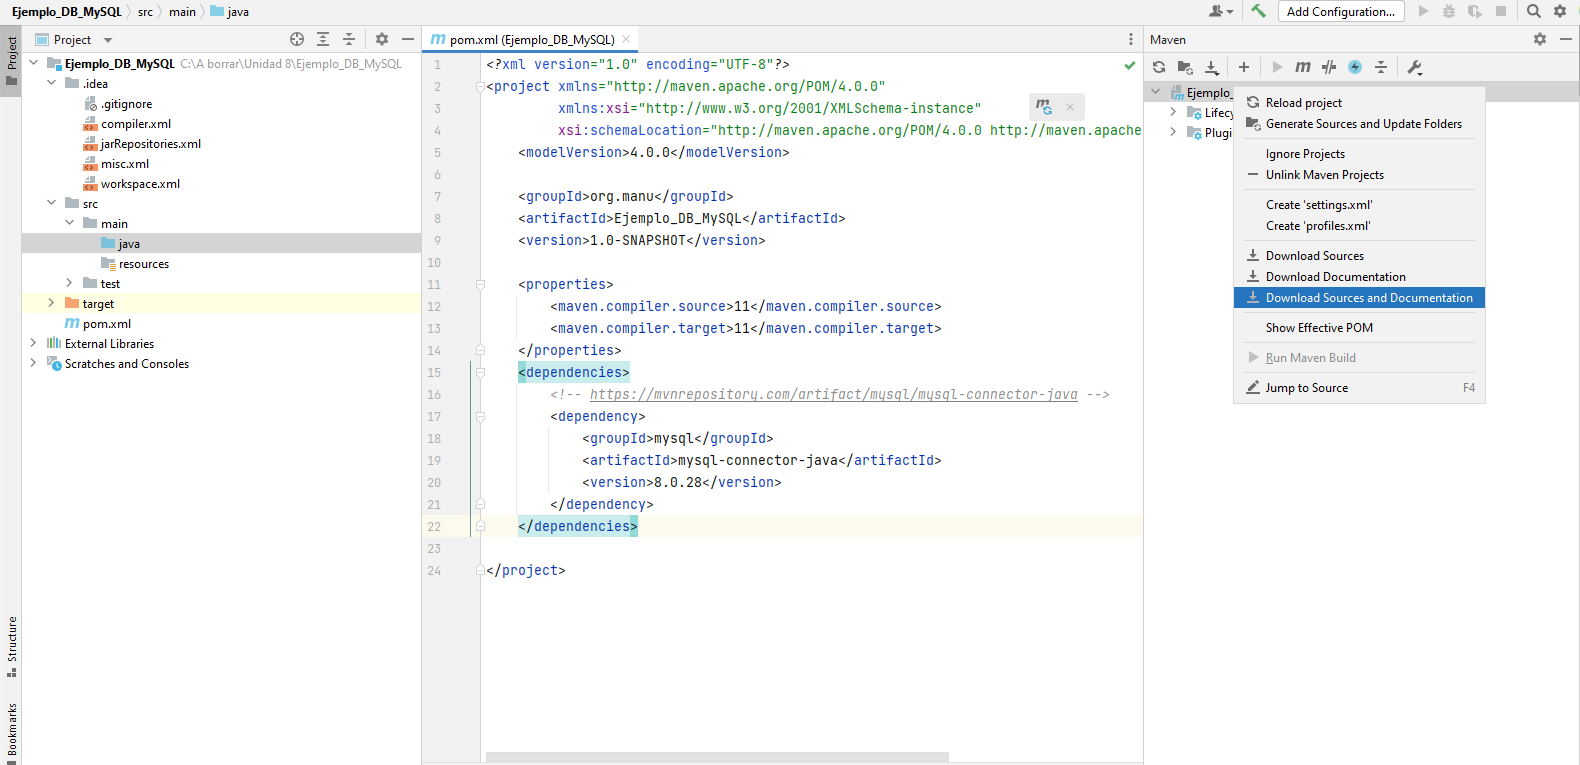 Ejemplo_DB_MySQL  src  main  java
Add Configuration...
Project
Structure
Bookmarks
Project
Ejemplo_DB_MySQL C:\A borrar\Unidad 8\Ejemplo_DB_MySQL
.idea
.gitignore
compiler.xml
jarRepositories.xml
misc.xml
workspace.xml
src
main
java
resources
test
target
m pom.xml
External Libraries
Scratches and Consoles
m pom.xml (Ejemplo_DB_MySQL)
1 <?xml version="1.0" encoding="UTF-8"?>
2 <project xmlns="http://maven.apache.org/POM/4.0.0"
3 xmlns:xsi="http://www.w3.org/2001/XMLSchema-instance"
4 xsi:schemaLocation="http://maven.apache.org/POM/4.0.0 http://maven.apache
5 <modelVersion>4.0.0</modelVersion>
6
7 <groupId>org.manu</groupId>
8 <artifactId>Ejemplo_DB_MySQL</artifactId>
9 <version>1.0-SNAPSHOT</version>
10
11 <properties>
12 <maven.compiler.source>11</maven.compiler.source>
13 <maven.compiler.target>11</maven.compiler.target>
14 </properties>
15 <dependencies>
16 <!-- https://mvnrepository.com/artifact/mysql/mysql-connector-java -->
17 <dependency>
18 <groupId>mysql</groupId>
19 <artifactId>mysql-connector-java</artifactId>
20 <version>8.0.28</version>
21 </dependency>
22 </dependencies>
23
24 </project>
Maven
Ejemplo_
Lifecy
Plugin
Reload project
Generate Sources and Update Folders
Ignore Projects
Unlink Maven Projects
Create 'settings.xml'
Create 'profiles.xml'
Download Sources
Download Documentation
Download Sources and Documentation
Show Effective POM
Run Maven Build
Jump to Source F4